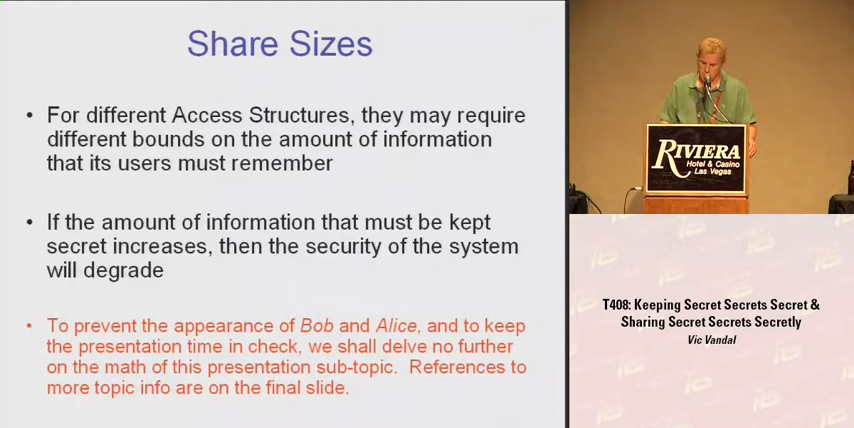 Share Sizes
• For different Access Structures, they may require
different bounds on the amount of information
that its users must remember
• If the amount of information that must be kept
secret increases, then the security of the system
will degrade
• To prevent the appearance of Bob and Alice, and to keep
the presentation time in check, we shall delve no further
on the math of this presentation sub-topic.  References to
more topic info are on the final slide.
RIVIERA
Hotel & Casino
Las Vegas
T408: Keeping Secret Secrets Secret &
Sharing Secret Secrets Secretly
Vic Vandal